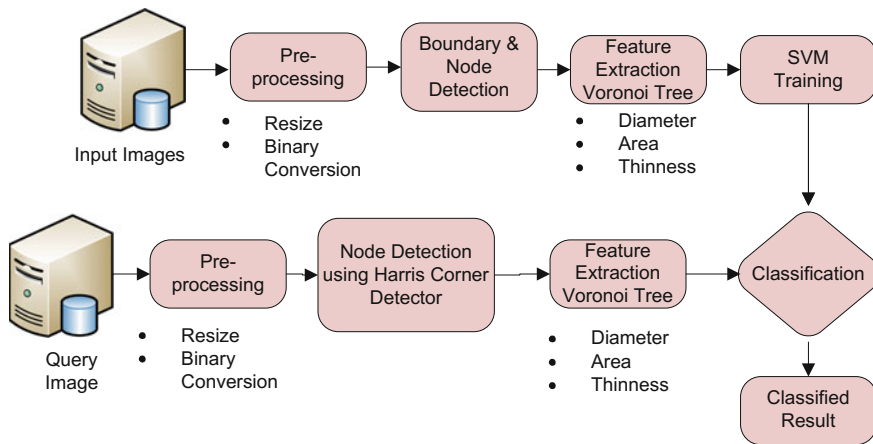 Input Images
Pre-
processing
• Resize
• Binary
Conversion
Boundary &
Node
Detection
Feature
Extraction
Voronoi Tree
• Diameter
• Area
• Thinness
SVM
Training
Query
Image
Pre-
processing
• Resize
• Binary
Conversion
Node Detection
using Harris Corner
Detector
Feature
Extraction
Voronoi Tree
• Diameter
• Area
• Thinness
Classification
Classified
Result